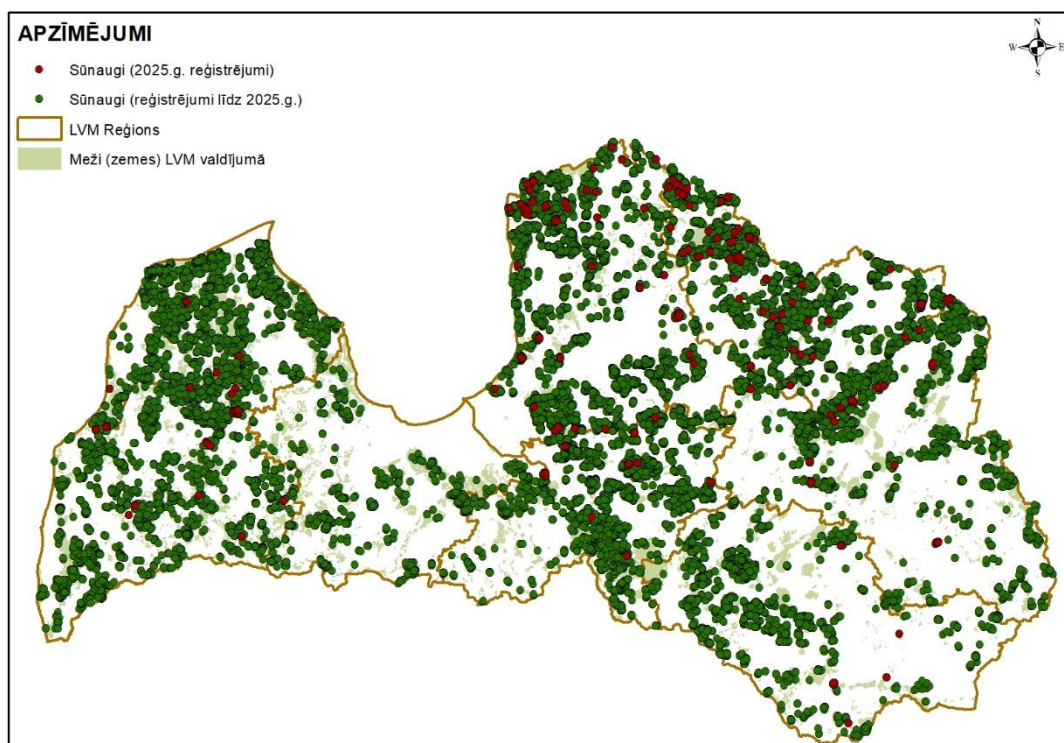 APZĪMĒJUMI
Sūnaugi (2025.g. reģistrējumi)
Sūnaugi (reģistrējumi līdz 2025.g.)
LVM Reģions
Meži (zemes) LVM valdījumā
N
W E
S